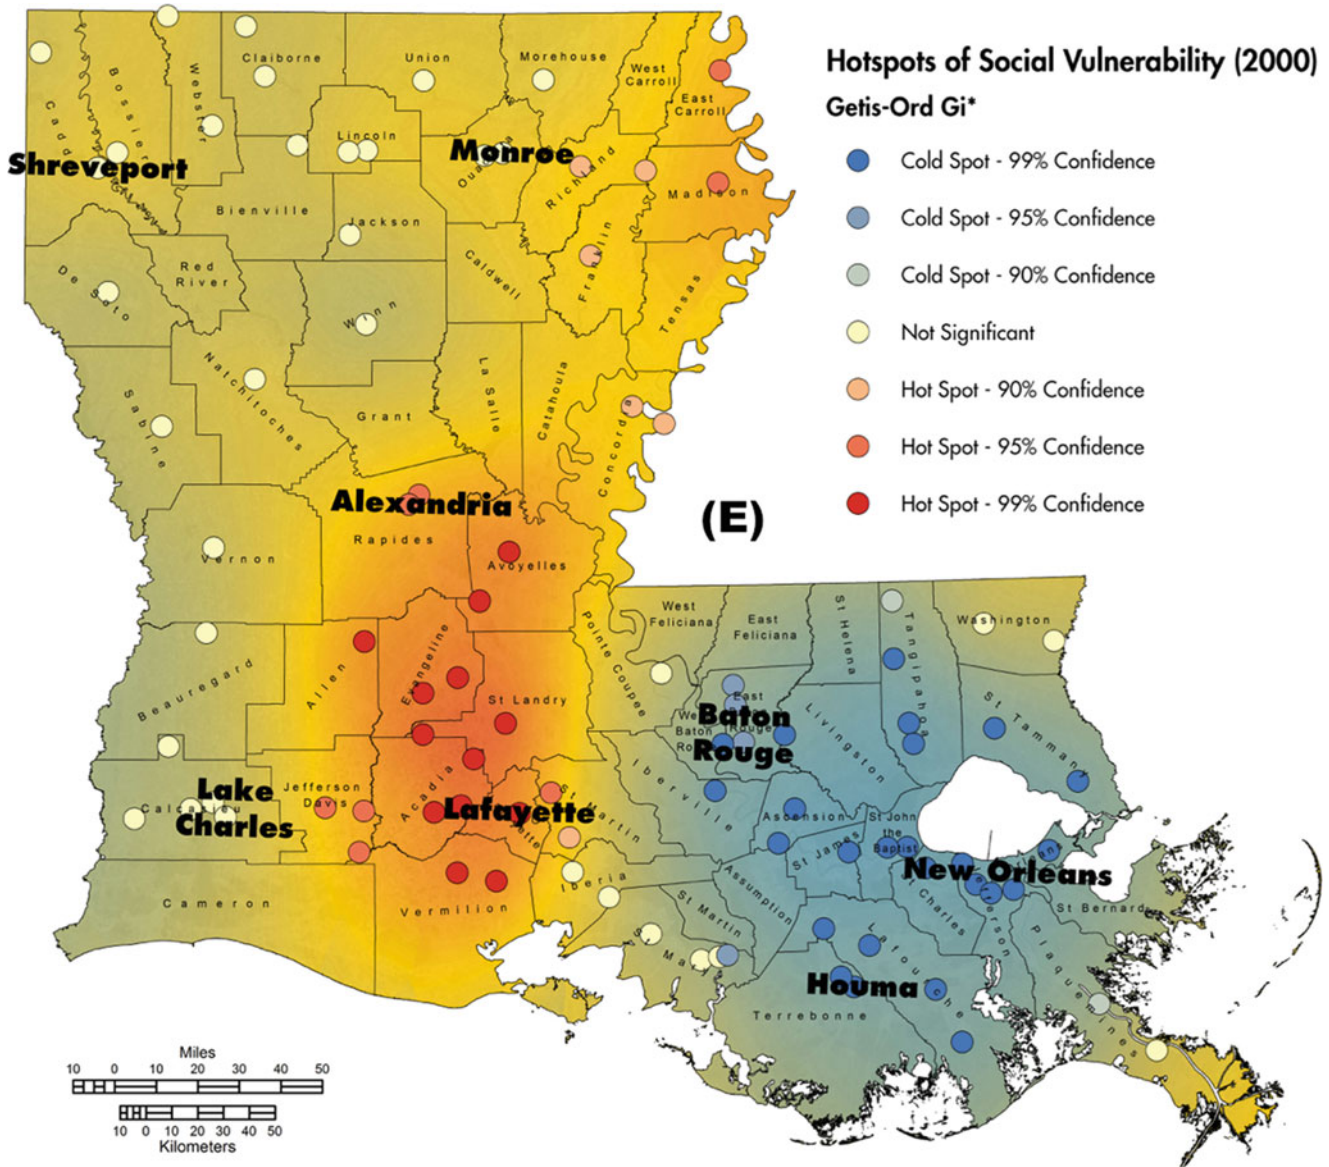 Hotspots of Social Vulnerability (2000)
Getis-Ord Gi*
Cold Spot - 99% Confidence
Cold Spot - 95% Confidence
Cold Spot - 90% Confidence
Not Significant
Hot Spot - 90% Confidence
Hot Spot - 95% Confidence
Hot Spot - 99% Confidence
(E)
Bossier
Webster
Claiborne
Union
Morehouse
West
Carroll
East
Carroll
Lincoln
Shreveport
Monroe
Richland
Madison
Bienville
Jackson
Caldwell
Franklin
Tensas
De Soto
Red
River
Winn
Natchitoches
Sabine
Grant
La Salle
Catahoula
Concordia
Alexandria
Rapides
Avoyelles
Vernon
Beauregard
Allen
Evangeline
St Landry
Pointe Coupee
West
Feliciana
East
Feliciana
St Helena
Tangipahoa
Washington
St Tammany
Livingston
East
Rouge
Baton
Baton
Rouge
Lake
Charles
Calcasieu
Jefferson
Davis
Acadia
Lafayette
St Martin
Iberville
Ascension
St John
the
Baptist
St James
New Orleans
Cameron
Vermilion
Iberia
St Martin
Assumption
St Charles
Jefferson
St Bernard
St Mary
Lafourche
Plaquemines
Houma
Terrebonne
Miles
10 0 10 20 30 40 50
10 0 10 20 30 40 50
Kilometers